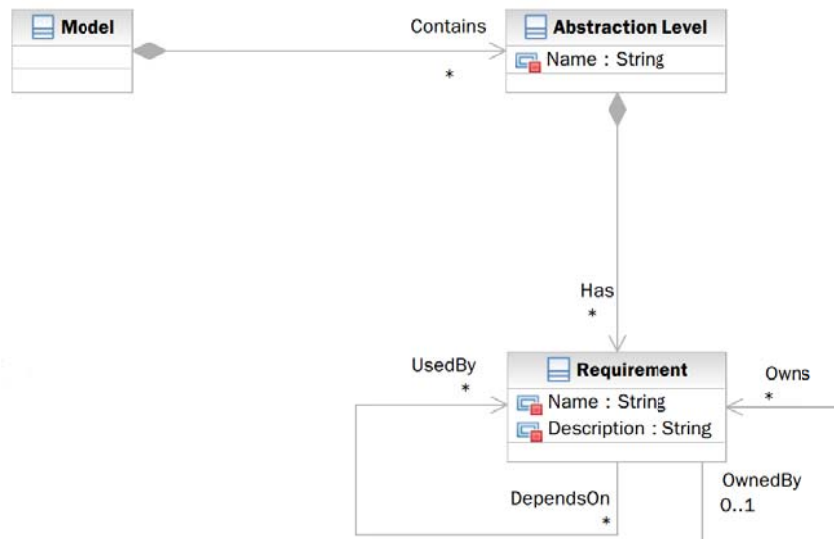 Model
Contains
*
Abstraction Level
Name : String
Has
*
UsedBy
*
Requirement
Name : String
Description : String
Owns
*
DependsOn
*
OwnedBy
0..1